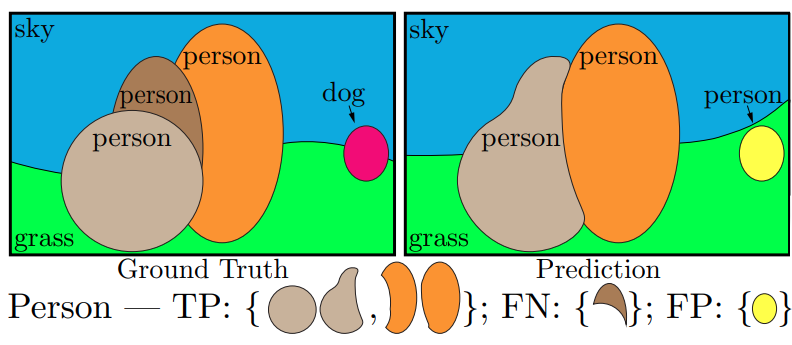 sky
person
person
person
dog
grass
sky
person
person
person
grass
Ground Truth
Prediction
Person — TP: { , }; FN: { }; FP: { }